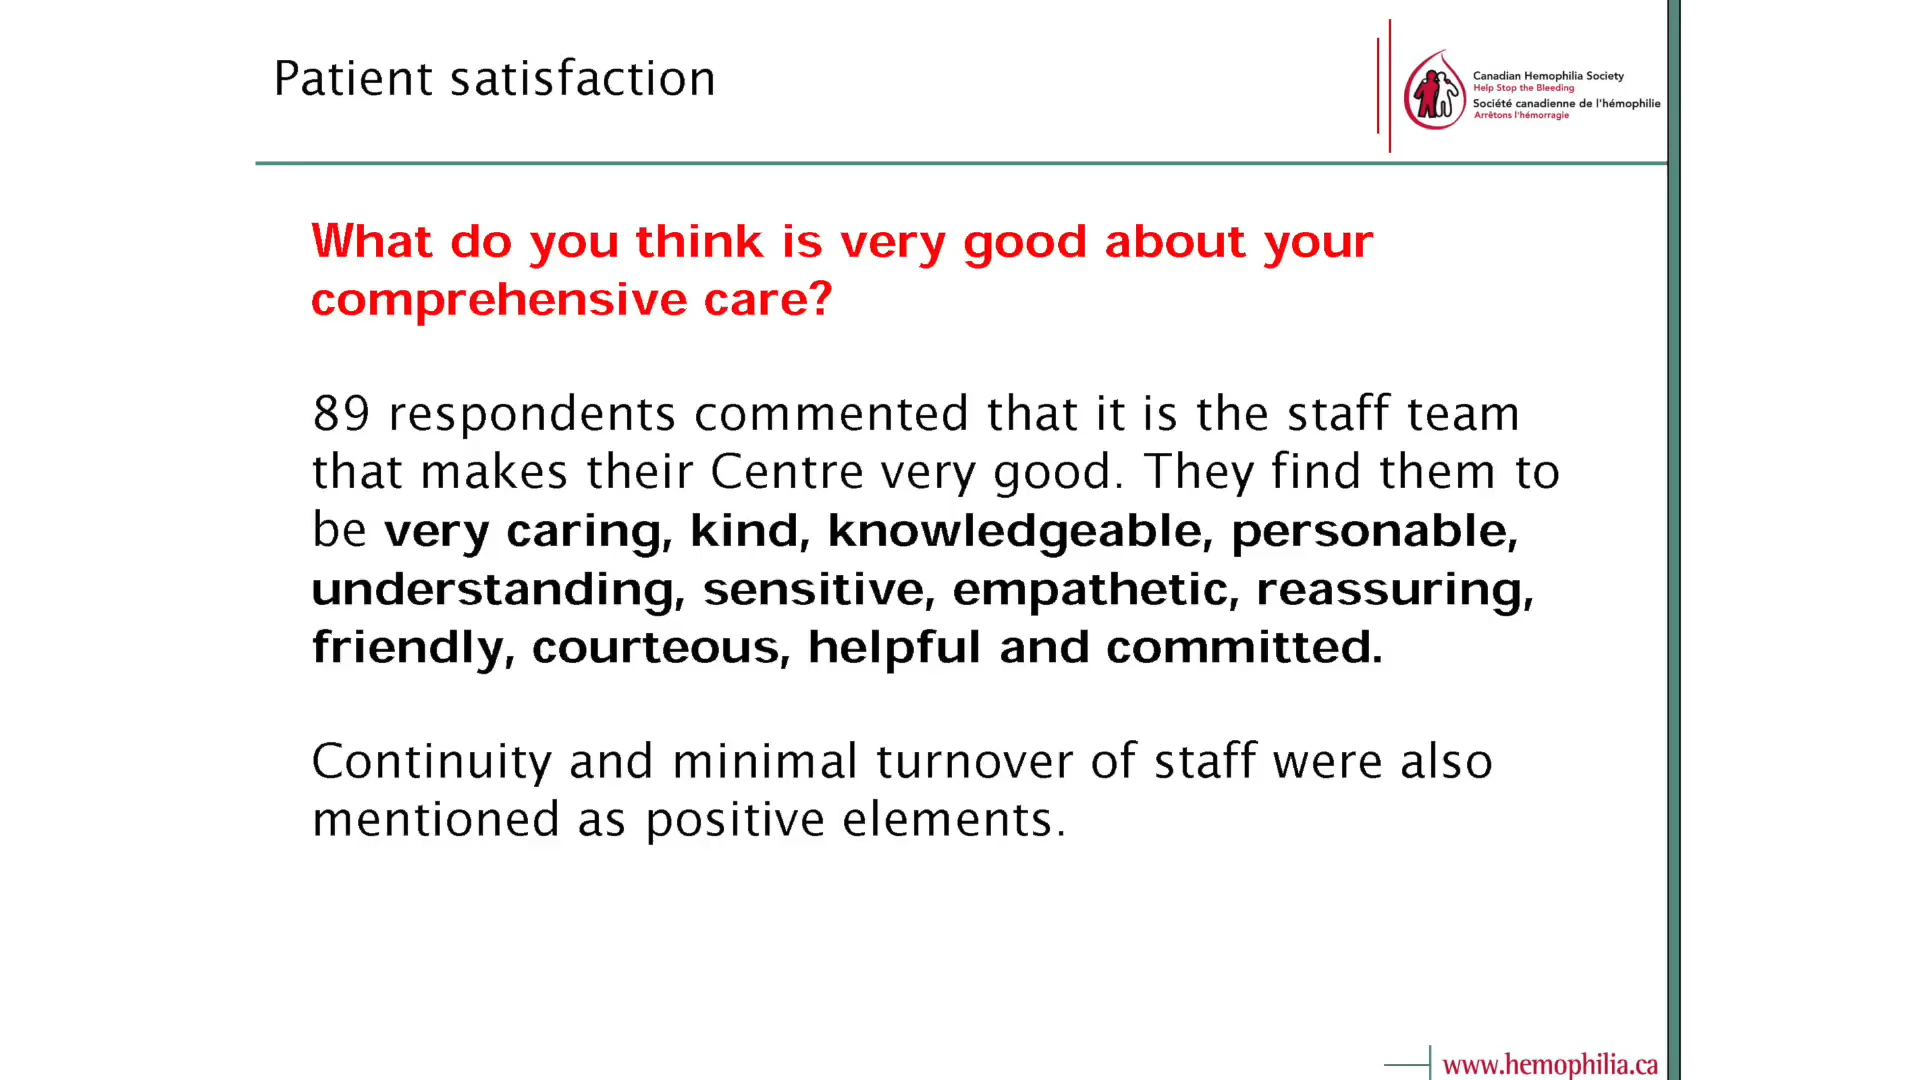 Patient satisfaction
Canadian Hemophilia Society
Help Stop the Bleeding
Société canadienne de l'hémophilie
Arrêtons l'hémorragie
What do you think is very good about your
comprehensive care?
89 respondents commented that it is the staff team
that makes their Centre very good. They find them to
be very caring, kind, knowledgeable, personable,
understanding, sensitive, empathetic, reassuring,
friendly, courteous, helpful and committed.
Continuity and minimal turnover of staff were also
mentioned as positive elements.
www.hemophilia.ca